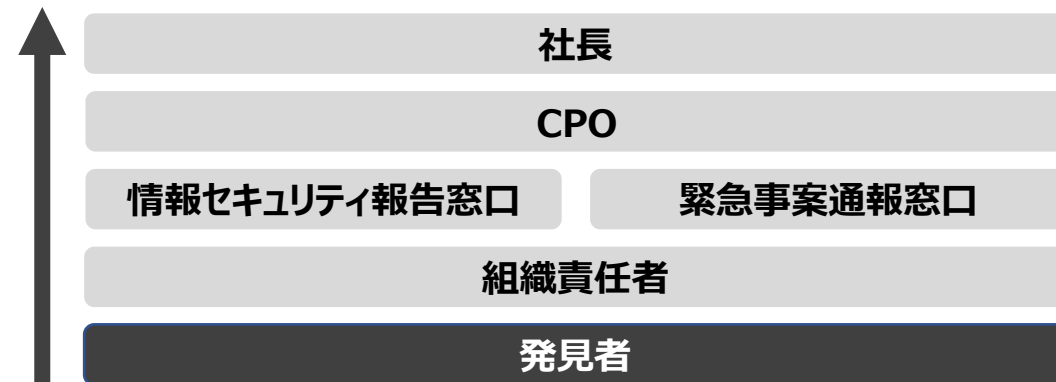 社長
CPO
情報セキュリティ報告窓口
緊急事案通報窓口
組織責任者
発見者